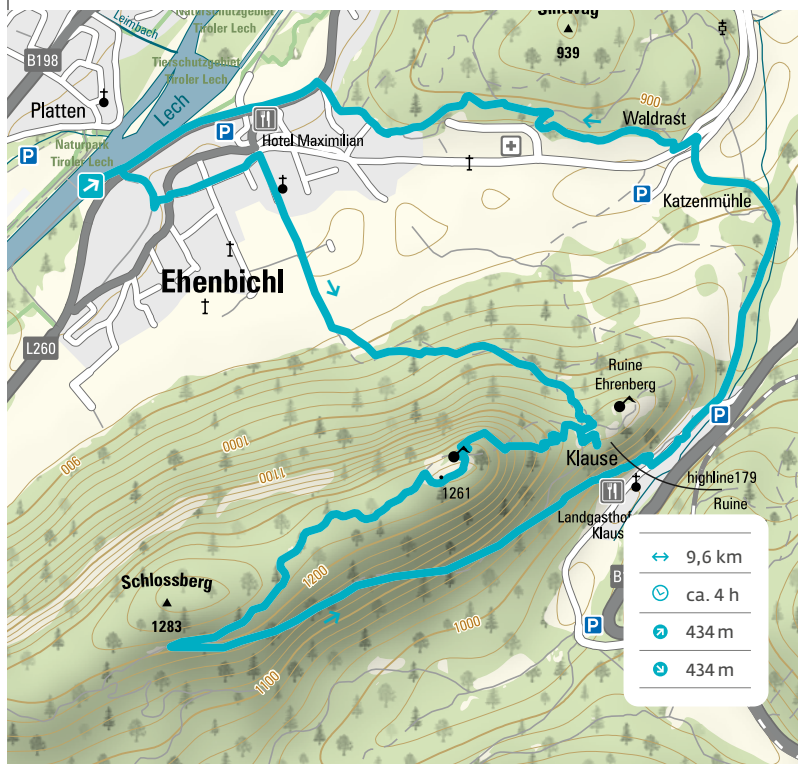 Leimbach
Naturschutzgebiet
Tiroler Lech
Sintwag
939
B198
Tierschutzgebiet
Tiroler Lech
Platten
Lech
P
Hotel Maximilian
900
Waldrast
P
Naturpark
Tiroler Lech
P
Katzenmühle
Ehenbichl
L260
Ruine
Ehrenberg
P
900
1000
1100
1261
Klause
highline179
Ruine
Landgasthof
Klaus
Schlossberg
1283
1200
1000
1100
B
P
9,6 km
ca. 4 h
434 m
434 m